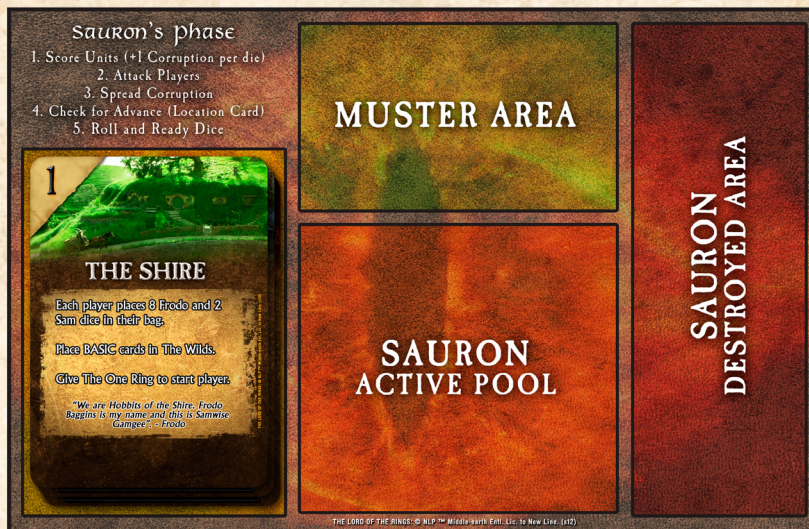 Sauron's Phase
1. Score Units (+1 Corruption per die)
2. Attack Players
3. Spread Corruption
4. Check for Advance (Location Card)
5. Roll and Ready Dice
1
THE SHIRE
Each player places 8 Frodo and 2
Sam dice in their bag.
Place BASIC cards in The Wilds.
Give The One Ring to start player.
"We are Hobbits of the Shire. Frodo
Baggins is my name and this is Samwise
Gamgee". - Frodo
MUSTER AREA
SAURON
ACTIVE POOL
SAURON
DESTROYED AREA
THE LORD OF THE RINGS: © NLP ™ Middle-earth Entl. Lic. to New Line. (s12)